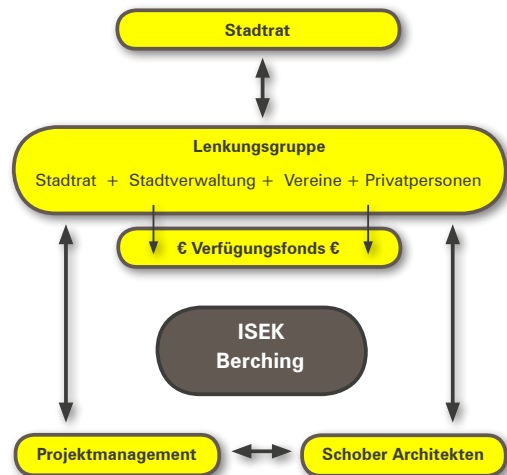 Stadtrat
Lenkungsgruppe
Stadtrat + Stadtverwaltung + Vereine + Privatpersonen
€ Verfügungsfonds €
ISEK
Berching
Projektmanagement
Schober Architekten